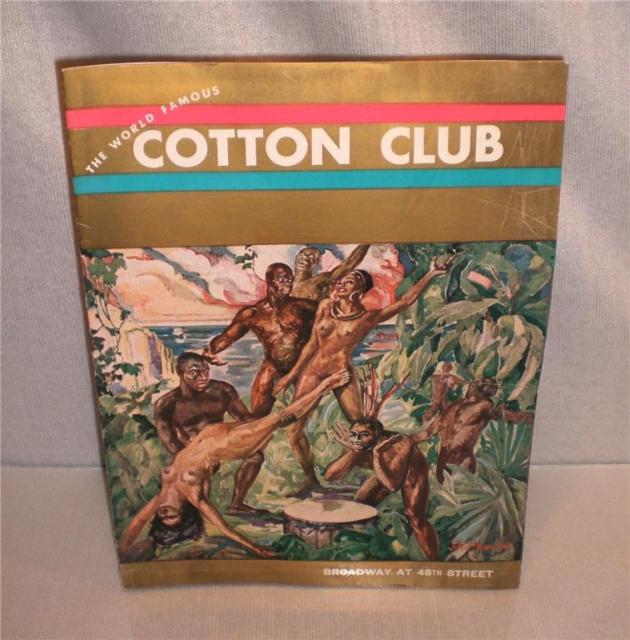 THE WORLD FAMOUS
COTTON CLUB
BROADWAY AT 48TH STREET